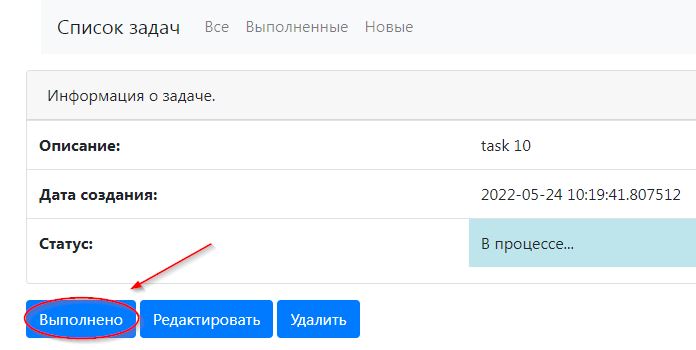 Список задач Все Выполненные Новые
Информация о задаче.
Описание: task 10
Дата создания: 2022-05-24 10:19:41.807512
Статус: В процессе...
Выполнено Редактировать Удалить